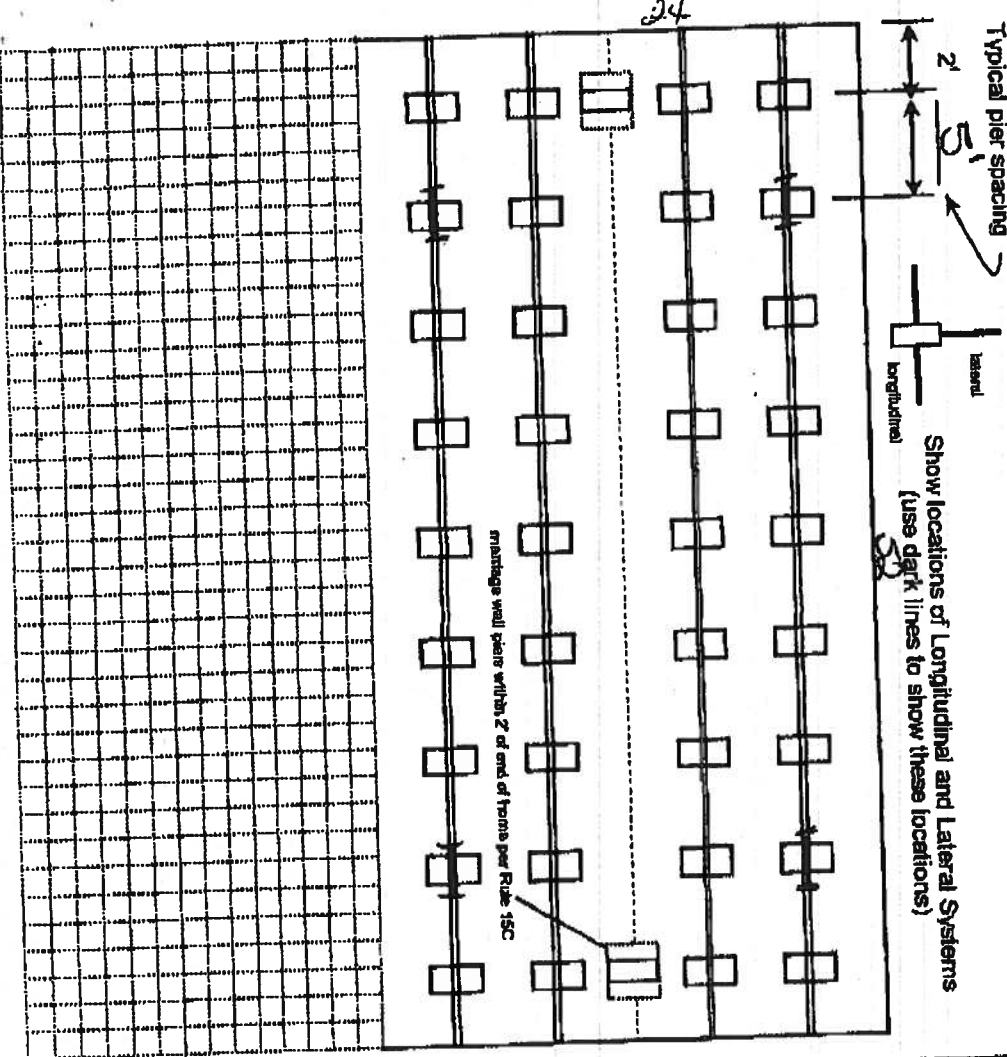 Typical pier spacing
2'
5'
lateral
longitudinal
Show locations of Longitudinal and Lateral Systems
(use dark lines to show these locations)
52
24
marriage wall piers within 2' of end of home per Rule 15C